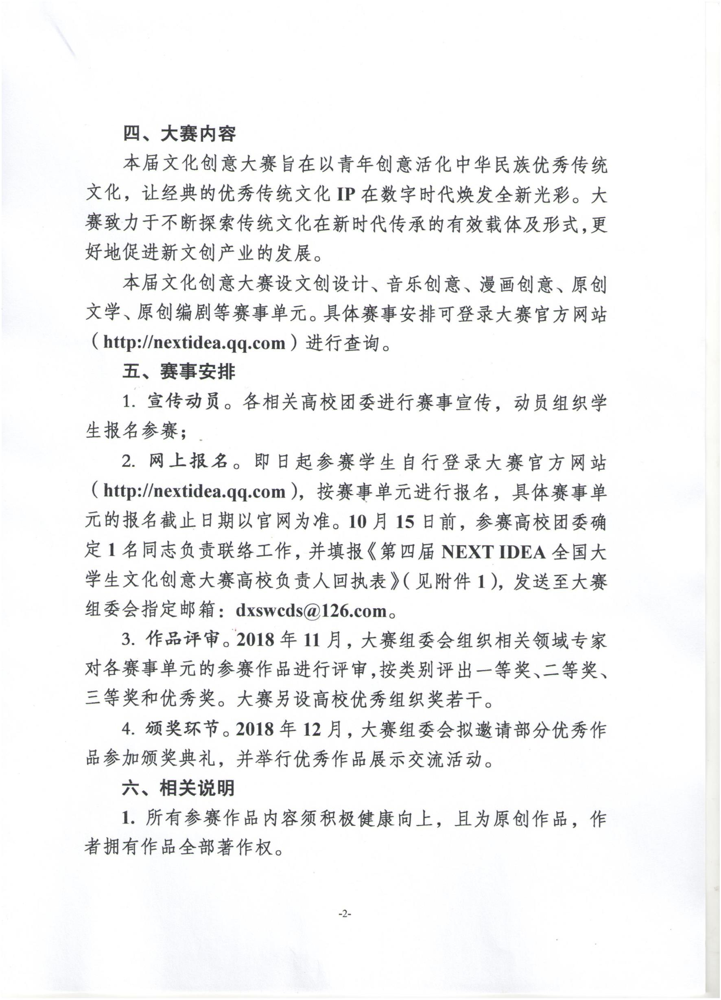 四、大赛内容
本届文化创意大赛旨在以青年创意活化中华民族优秀传统
文化，让经典的优秀传统文化 IP 在数字时代焕发全新光彩。大
赛致力于不断探索传统文化在新时代传承的有效载体及形式，更
好地促进新文创产业的发展。
本届文化创意大赛设文创设计、音乐创意、漫画创意、原创
文学、原创编剧等赛事单元。具体赛事安排可登录大赛官方网站
（http://nextidea.qq.com）进行查询。
五、赛事安排
1. 宣传动员。各相关高校团委进行赛事宣传，动员组织学
生报名参赛；
2. 网上报名。即日起参赛学生自行登录大赛官方网站
（http://nextidea.qq.com），按赛事单元进行报名，具体赛事单
元的报名截止日期以官网为准。10 月 15 日前，参赛高校团委确
定 1 名同志负责联络工作，并填报《第四届 NEXT IDEA 全国大
学生文化创意大赛高校负责人回执表》（见附件 1），发送至大赛
组委会指定邮箱：dxswcds@126.com。
3. 作品评审。2018 年 11 月，大赛组委会组织相关领域专家
对各赛事单元的参赛作品进行评审，按类别评出一等奖、二等奖、
三等奖和优秀奖。大赛另设高校优秀组织奖若干。
4. 颁奖环节。2018 年 12 月，大赛组委会拟邀请部分优秀作
品参加颁奖典礼，并举行优秀作品展示交流活动。
六、相关说明
1. 所有参赛作品内容须积极健康向上，且为原创作品，作
者拥有作品全部著作权。
-2-